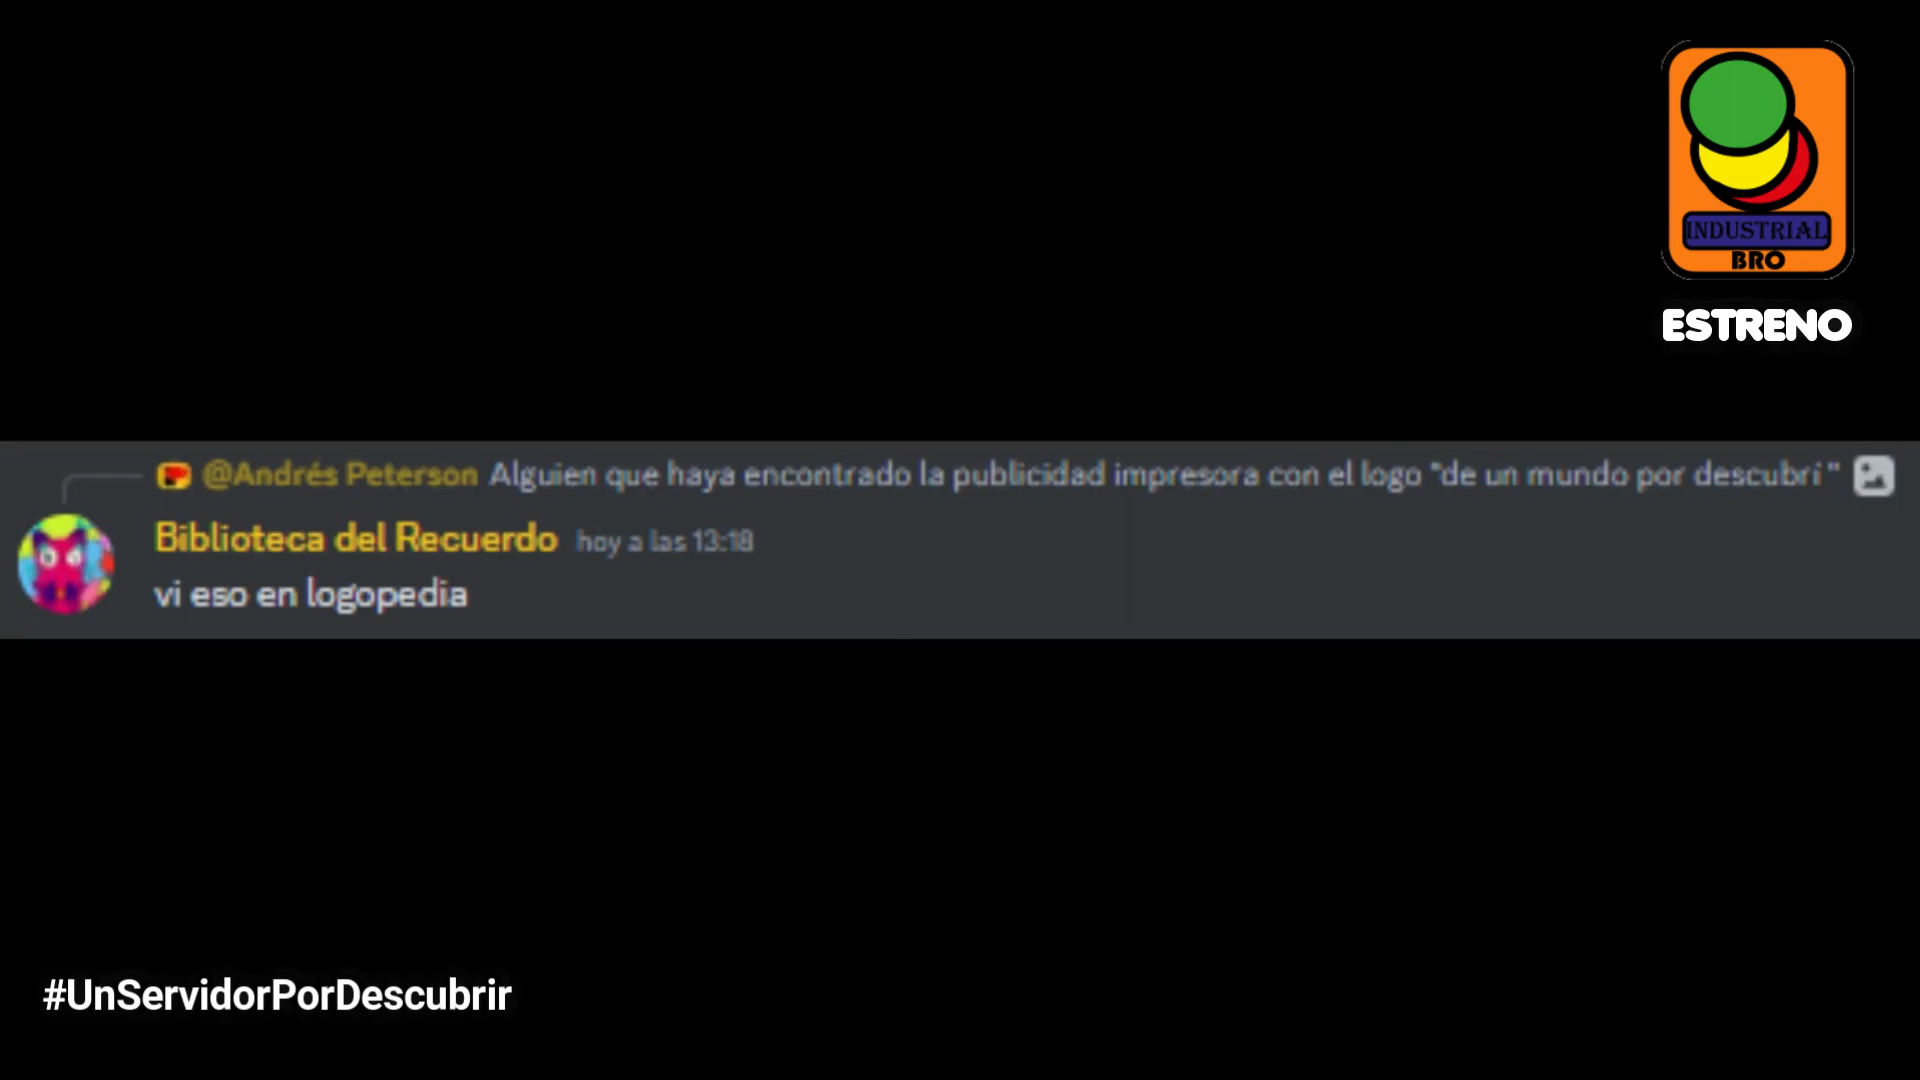 INDUSTRIAL
BRO
ESTRENO
@Andrés Peterson Alguien que haya encontrado la publicidad impresora con el logo "de un mundo por descubri"
Biblioteca del Recuerdo hoy a las 13:18
vi eso en logopedia
#UnServidorPorDescubrir